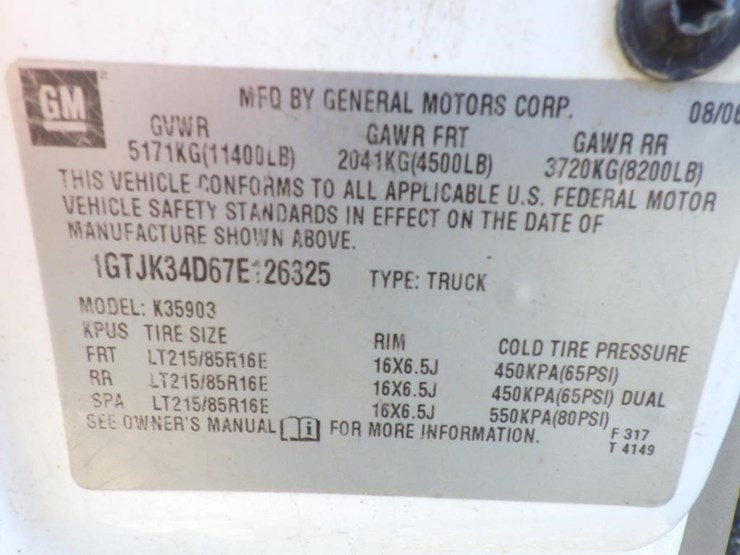 GM
MFD BY GENERAL MOTORS CORP. 08/06
GVWR GAWR FRT GAWR RR
5171KG(11400LB) 2041KG(4500LB) 3720KG(8200LB)
THIS VEHICLE CONFORMS TO ALL APPLICABLE U.S. FEDERAL MOTOR
VEHICLE SAFETY STANDARDS IN EFFECT ON THE DATE OF
MANUFACTURE SHOWN ABOVE.
1GTJK34D67E126325 TYPE: TRUCK
MODEL: K35903
KPUS TIRE SIZE RIM COLD TIRE PRESSURE
FRT LT215/85R16E 16X6.5J 450KPA(65PSI)
RR LT215/85R16E 16X6.5J 450KPA(65PSI) DUAL
SPA LT215/85R16E 16X6.5J 550KPA(80PSI)
SEE OWNER'S MANUAL i FOR MORE INFORMATION.
F 317
T 4149